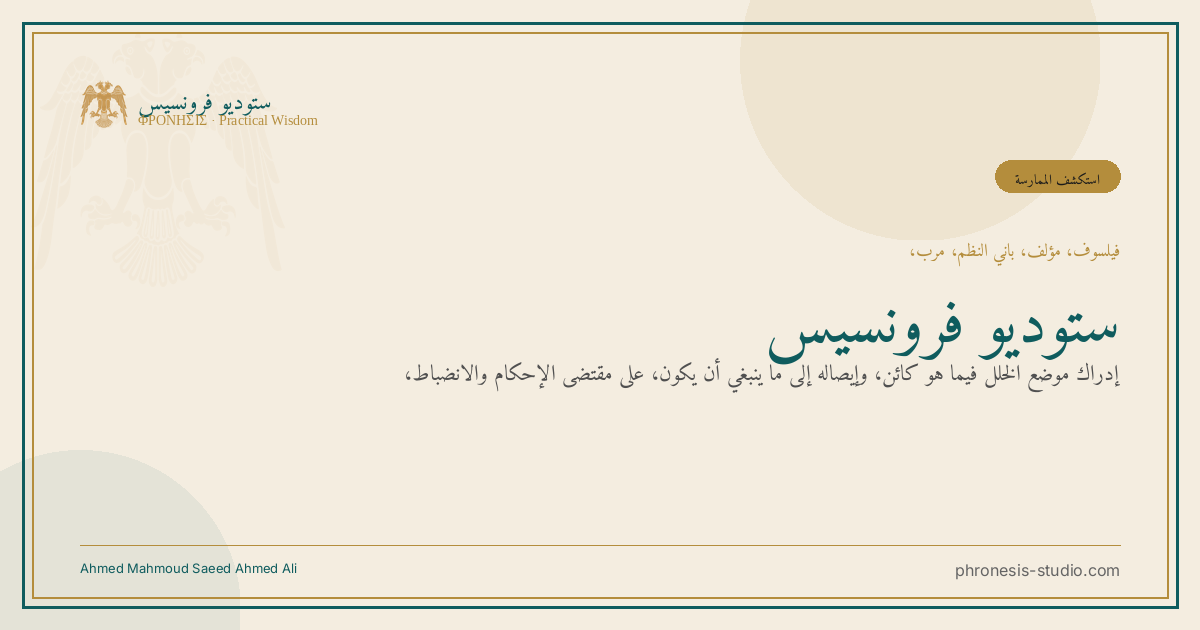 ستوديو فرونسيس
ΦΡΟΝΗΣΙΣ · Practical Wisdom
استكشف الممارسة
فيلسوف، مؤلف، باني النظم، مرب،
ستوديو فرونسيس
إدراك موضع الخلل فيما هو كائن، وإيصاله إلى ما ينبغي أن يكون، على مقتضى الإحكام والانضباط،
Ahmed Mahmoud Saeed Ahmed Ali
phronesis-studio.com